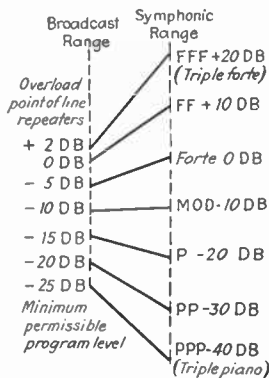 Broadcast
Range
Symphonic
Range
Overload
point of line
repeaters
+ 2 DB
0 DB
- 5 DB
- 10 DB
- 15 DB
- 20 DB
- 25 DB
Minimum
permissible
program level
FFF +20 DB
(Triple forte)
FF + 10 DB
Forte 0 DB
MOD-10 DB
P -20 DB
PP -30 DB
PPP-40 DB
(Triple piano)